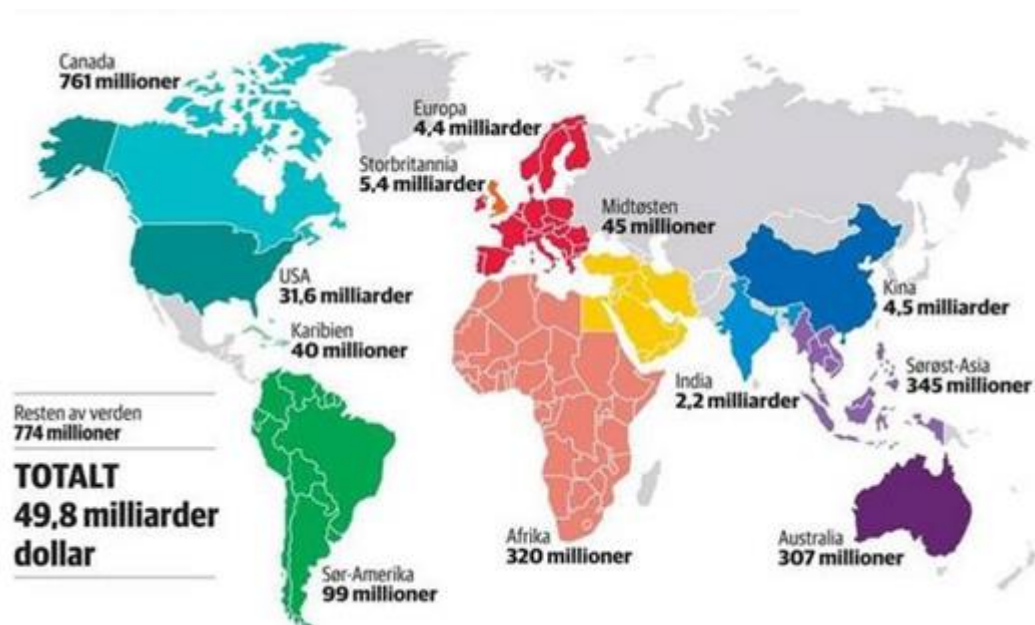 Canada
761 millioner
Europa
4,4 milliarder
Storbritannia
5,4 milliarder
Midtøsten
45 millioner
USA
31,6 milliarder
Kina
4,5 milliarder
Karibien
40 millioner
Sørøst-Asia
345 millioner
India
2,2 milliarder
Resten av verden
774 millioner
TOTALT
49,8 milliarder
dollar
Afrika
320 millioner
Australia
307 millioner
Sør-Amerika
99 millioner